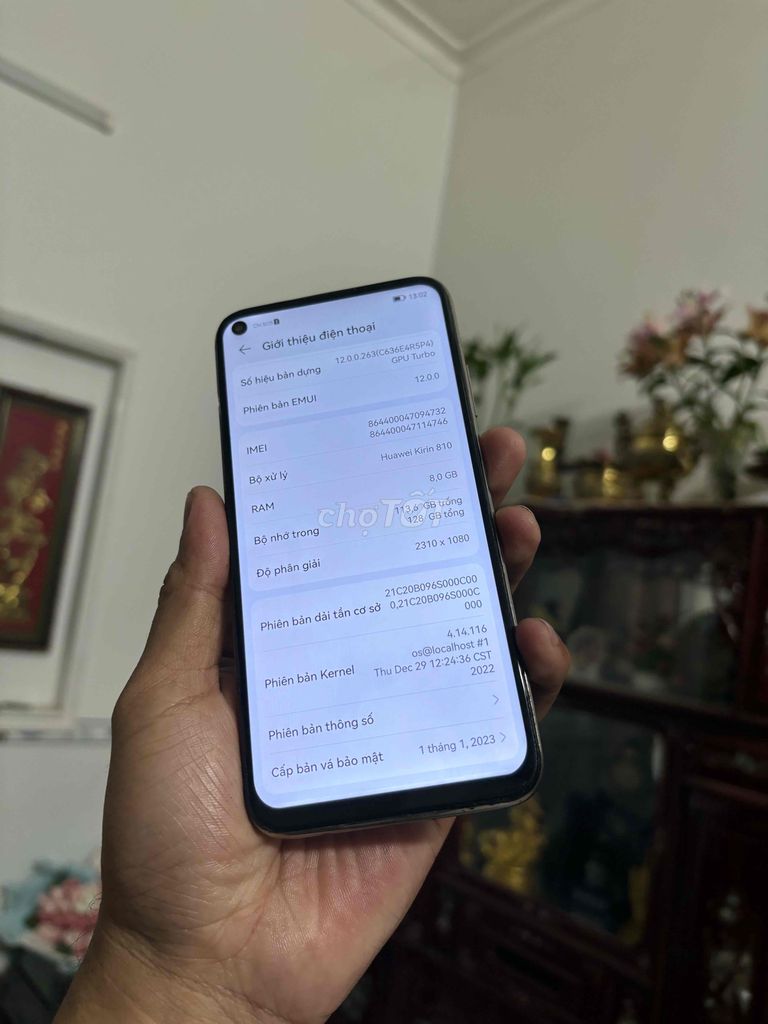 13:02
Giới thiệu điện thoại
Số hiệu bản dựng
12.0.0.263(C636E4R5P4)
GPU Turbo
Phiên bản EMUI
12.0.0
IMEI
864400047094732
864400047114746
Bộ xử lý
Huawei Kirin 810
RAM
8,0 GB
Bộ nhớ trong
113,6 GB trống
128 GB tổng
Độ phân giải
2310 x 1080
Phiên bản dải tần cơ sở
21C20B096S000C00
0,21C20B096S000C
000
Phiên bản Kernel
4.14.116
os@localhost #1
Thu Dec 29 12:24:36 CST
2022
Phiên bản thông số
Cấp bản vá bảo mật
1 tháng 1, 2023
chợTỐT